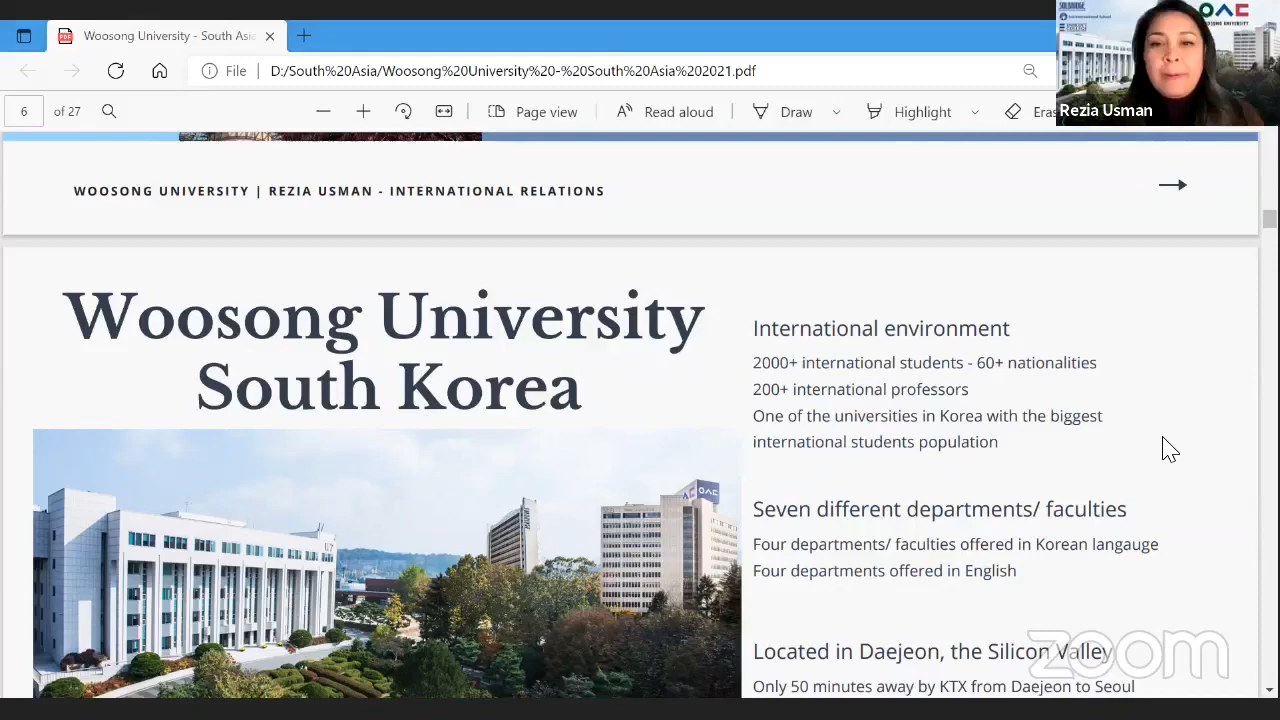 Woosong University - South Asia
File
D:/South%20Asia/Woosong%20University%20-%20South%20Asia%202021.pdf
Rezia Usman
6
of 27
Page view
Read aloud
Draw
Highlight
Eras
WOOSONG UNIVERSITY | REZIA USMAN - INTERNATIONAL RELATIONS
Woosong University
South Korea
International environment
2000+ international students - 60+ nationalities
200+ international professors
One of the universities in Korea with the biggest
international students population
Seven different departments/ faculties
Four departments/ faculties offered in Korean langauge
Four departments offered in English
Located in Daejeon, the Silicon Valley
Only 50 minutes away by KTX from Daejeon to Seoul
zoom